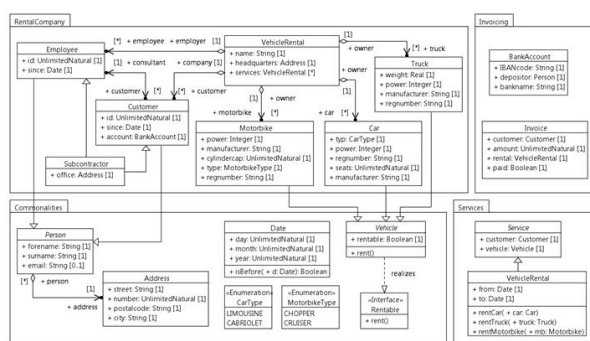 RentalCompany
Employee
+ id: UnlimitedNatural [1]
+ since: Date [1]
[*] + employee
+ employer [1]
[1] + consultant
+ company [1]
+ customer
[*] + customer
Customer
+ id: UnlimitedNatural [1]
+ since: Date [1]
+ account: BankAccount [1]
Subcontractor
+ office: Address [1]
VehicleRental
+ name: String [1]
+ headquarters: Address [1]
+ services: VehicleRental [*]
[1]
+ owner
[*] + truck
[1]
+ owner
[1]
+ owner
[*]
+ motorbike
[*]
+ car
Truck
+ weight: Real [1]
+ power: Integer [1]
+ manufacturer: String [1]
+ regnumber: String [1]
Motorbike
+ power: Integer [1]
+ manufacturer: String [1]
+ cylindercap: UnlimitedNatural [1]
+ type: MotorbikeType [1]
+ regnumber: String [1]
Car
+ typ: CarType [1]
+ power: Integer [1]
+ regnumber: String [1]
+ seats: UnlimitedNatural [1]
+ manufacturer: String [1]
Invoicing
BankAccount
+ IBANcode: String [1]
+ depositor: Person [1]
+ bankname: String [1]
Invoice
+ customer: Customer [1]
+ amount: UnlimitedNatural [1]
+ rental: VehicleRental [1]
+ paid: Boolean [1]
Commonalities
Person
+ forename: String [1]
+ surname: String [1]
+ email: String [0..1]
[*] + person
[1]
+ address
Address
+ street: String [1]
+ number: UnlimitedNatural [1]
+ postalcode: String [1]
+ city: String [1]
Date
+ day: UnlimitedNatural [1]
+ month: UnlimitedNatural [1]
+ year: UnlimitedNatural [1]
+ isBefore( + d: Date): Boolean
«Enumeration»
CarType
LIMOUSINE
CABRIOLET
«Enumeration»
MotorbikeType
CHOPPER
CRUISER
Vehicle
+ rentable: Boolean [1]
+ rent()
realizes
«Interface»
Rentable
+ rent()
Services
Service
+ customer: Customer [1]
+ vehicle: Vehicle [1]
VehicleRental
+ from: Date [1]
+ to: Date [1]
+ rentCar( + car: Car)
+ rentTruck( + truck: Truck)
+ rentMotorbike( + mb: Motorbike)